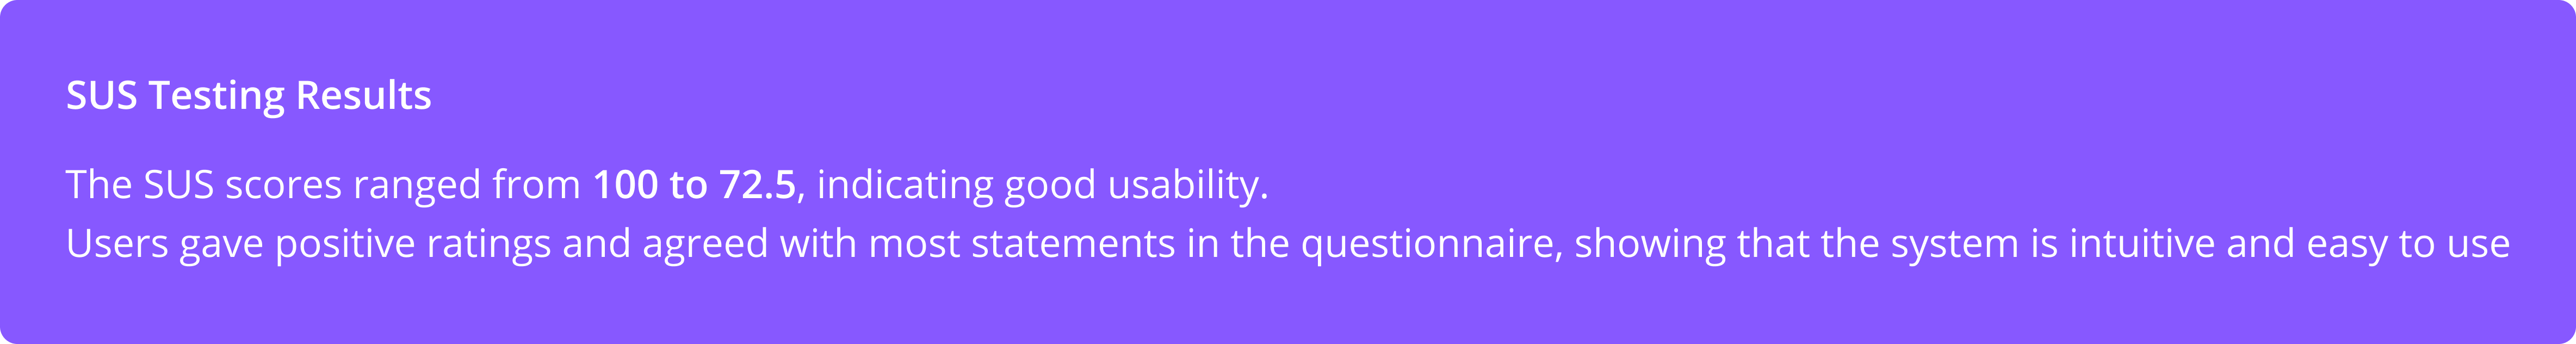 SUS Testing Results
The SUS scores ranged from 100 to 72.5, indicating good usability.
Users gave positive ratings and agreed with most statements in the questionnaire, showing that the system is intuitive and easy to use